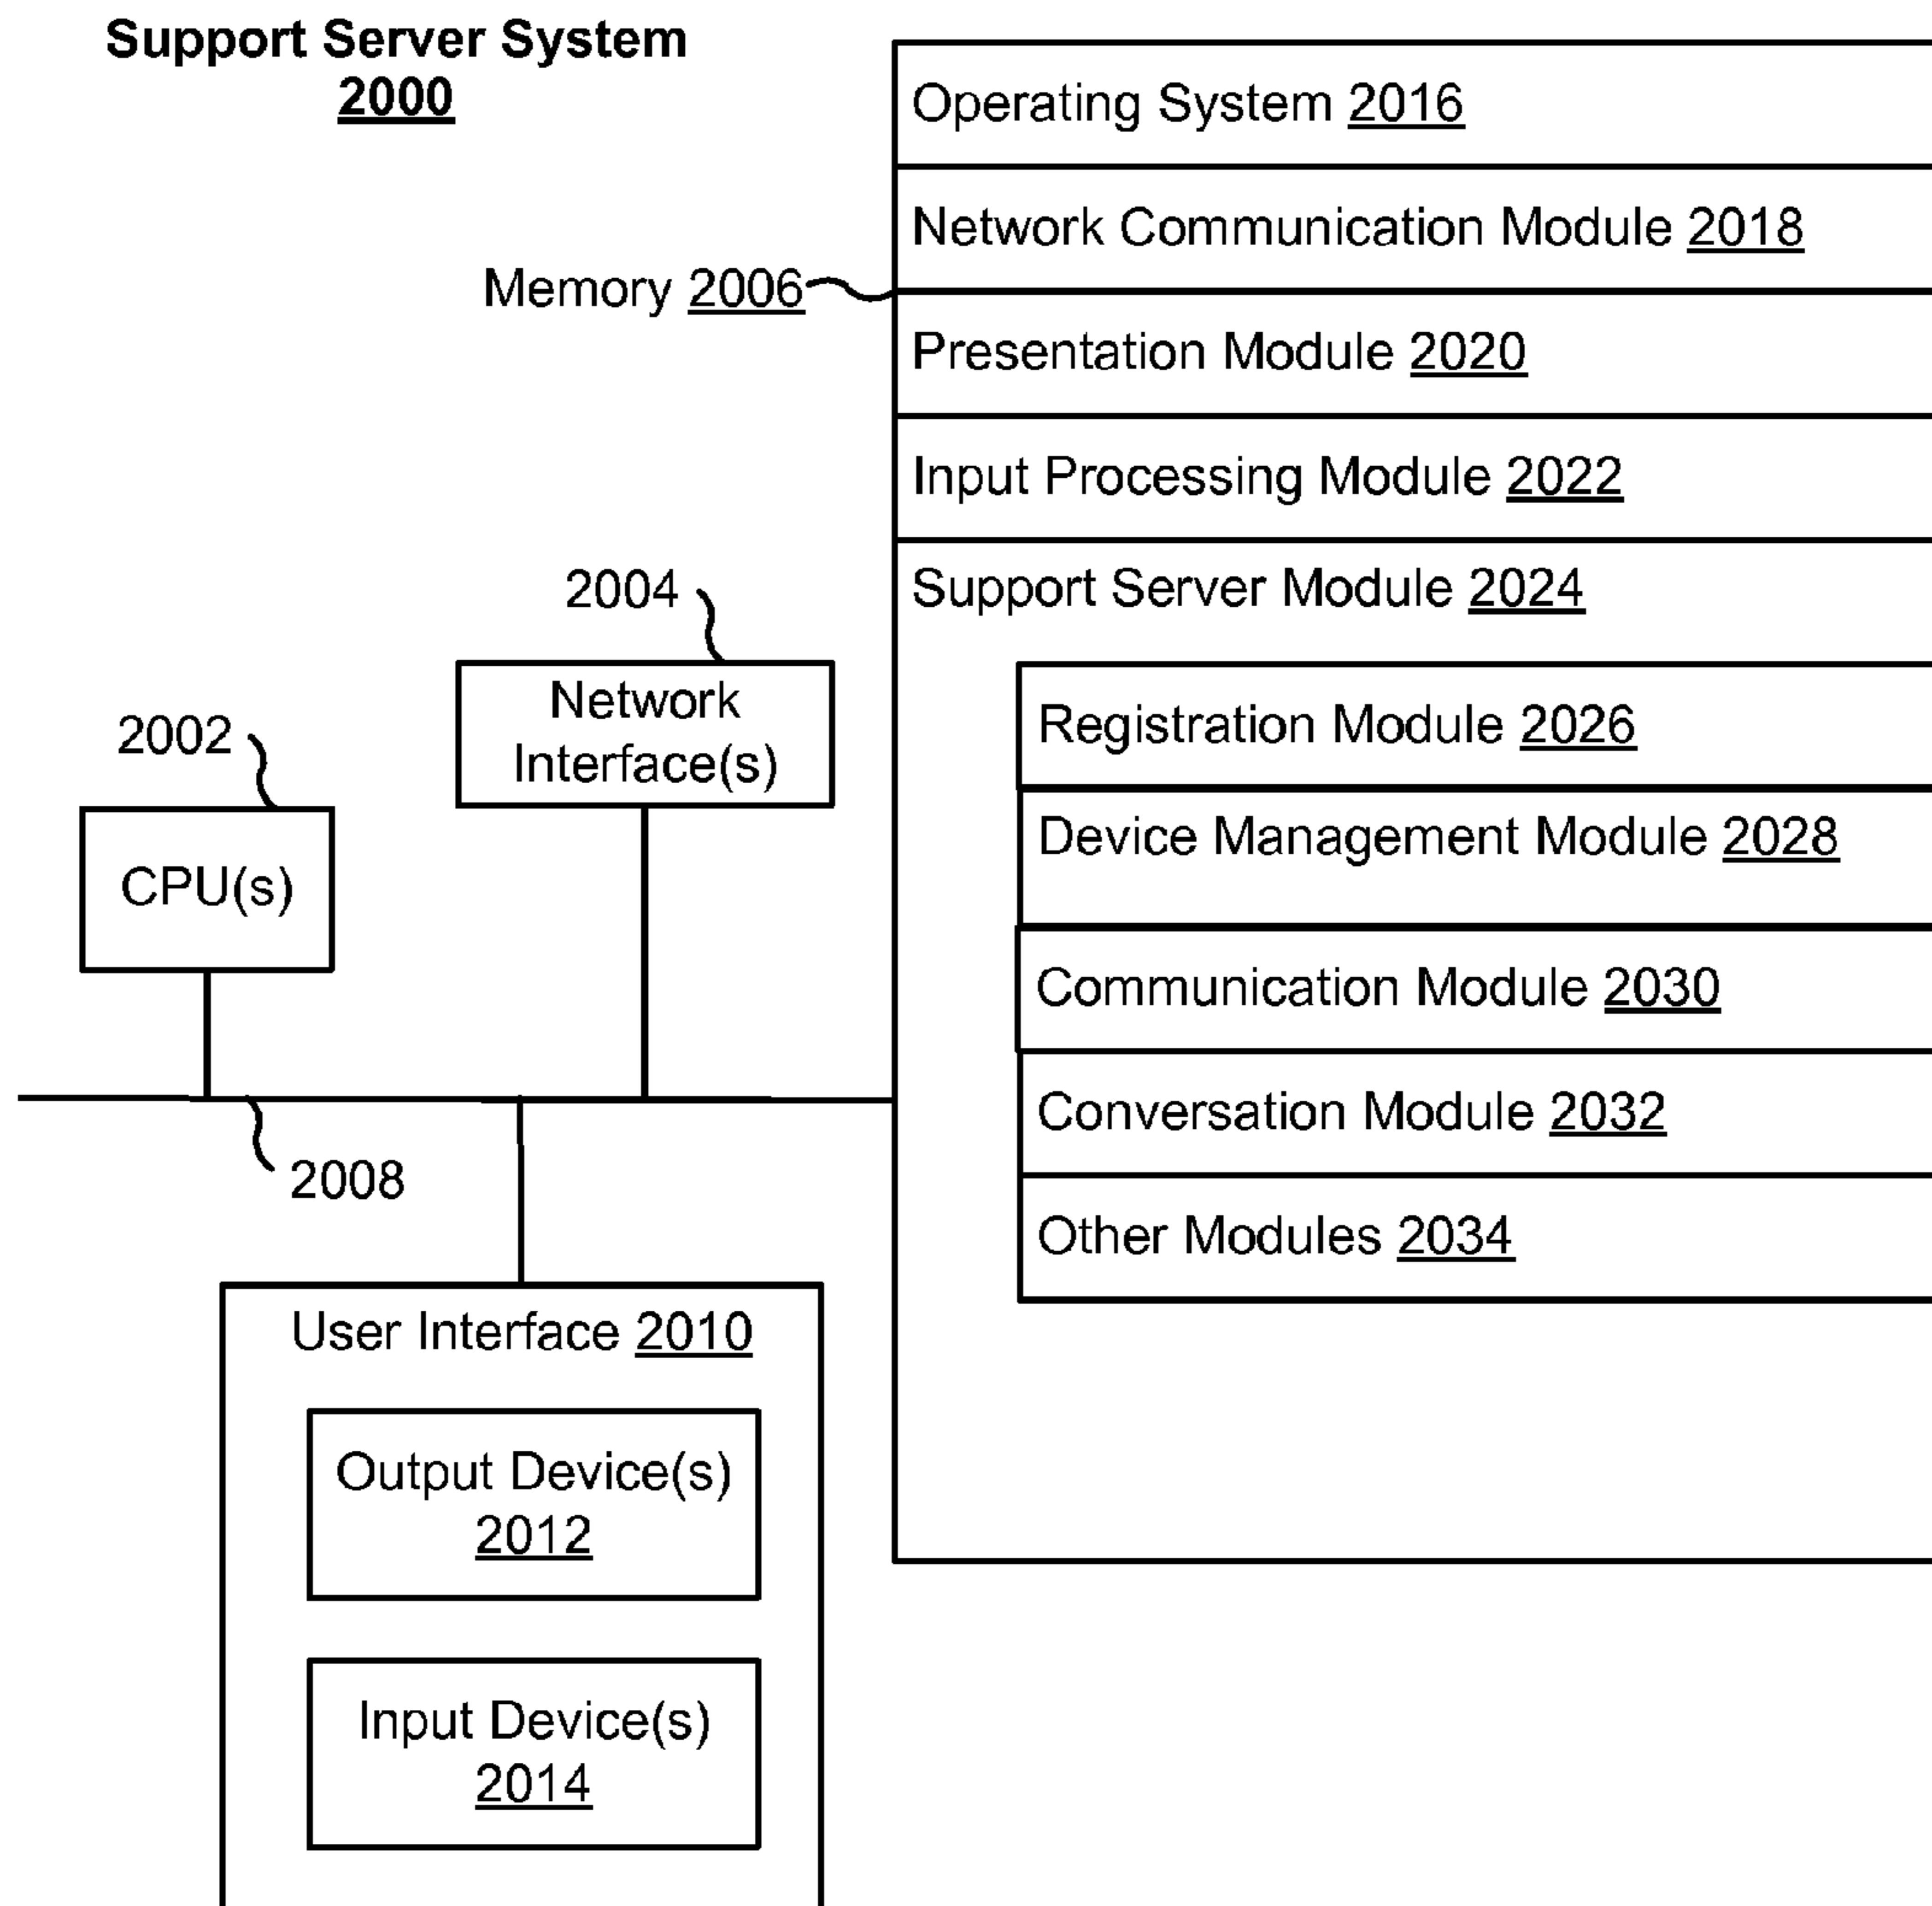 Support Server System
2000
Operating System 2016
Network Communication Module 2018
Memory 2006
Presentation Module 2020
Input Processing Module 2022
Support Server Module 2024
2004
Network
Interface(s)
2002
CPU(s)
Registration Module 2026
Device Management Module 2028
Communication Module 2030
Conversation Module 2032
Other Modules 2034
2008
User Interface 2010
Output Device(s)
2012
Input Device(s)
2014